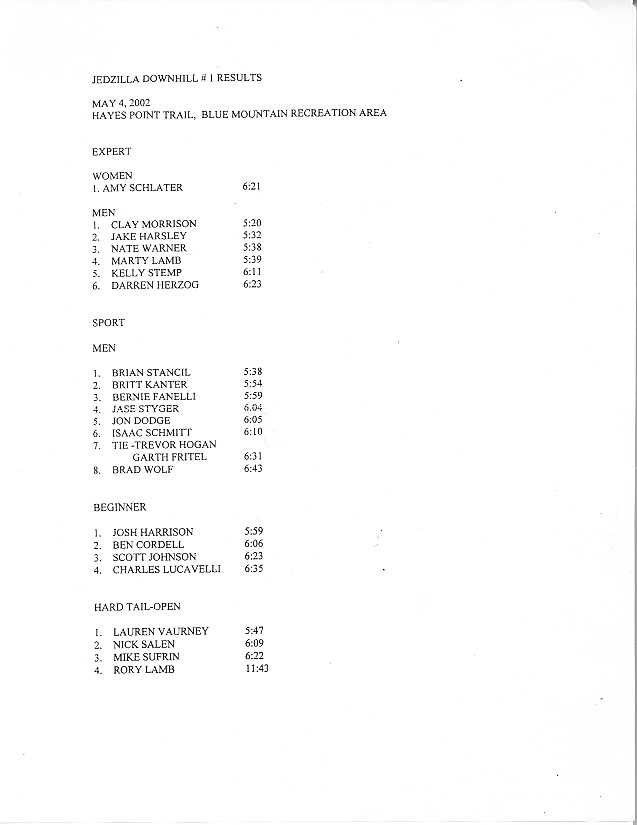 JEDZILLA DOWNHILL # 1 RESULTS
MAY 4, 2002
HAYES POINT TRAIL, BLUE MOUNTAIN RECREATION AREA
EXPERT
WOMEN
1. AMY SCHLATER 6:21
MEN
1. CLAY MORRISON 5:20
2. JAKE HARSLEY 5:32
3. NATE WARNER 5:38
4. MARTY LAMB 5:39
5. KELLY STEMP 6:11
6. DARREN HERZOG 6:23
SPORT
MEN
1. BRIAN STANCIL 5:38
2. BRITT KANTER 5:54
3. BERNIE FANELLI 5:59
4. JASE STYGER 6.04
5. JON DODGE 6:05
6. ISAAC SCHMITT 6:10
7. TIE -TREVOR HOGAN
GARTH FRITEL 6:31
8. BRAD WOLF 6:43
BEGINNER
1. JOSH HARRISON 5:59
2. BEN CORDELL 6:06
3. SCOTT JOHNSON 6:23
4. CHARLES LUCAVELLI 6:35
HARD TAIL-OPEN
1. LAUREN VAURNEY 5:47
2. NICK SALEN 6:09
3. MIKE SUFRIN 6:22
4. RORY LAMB 11:43